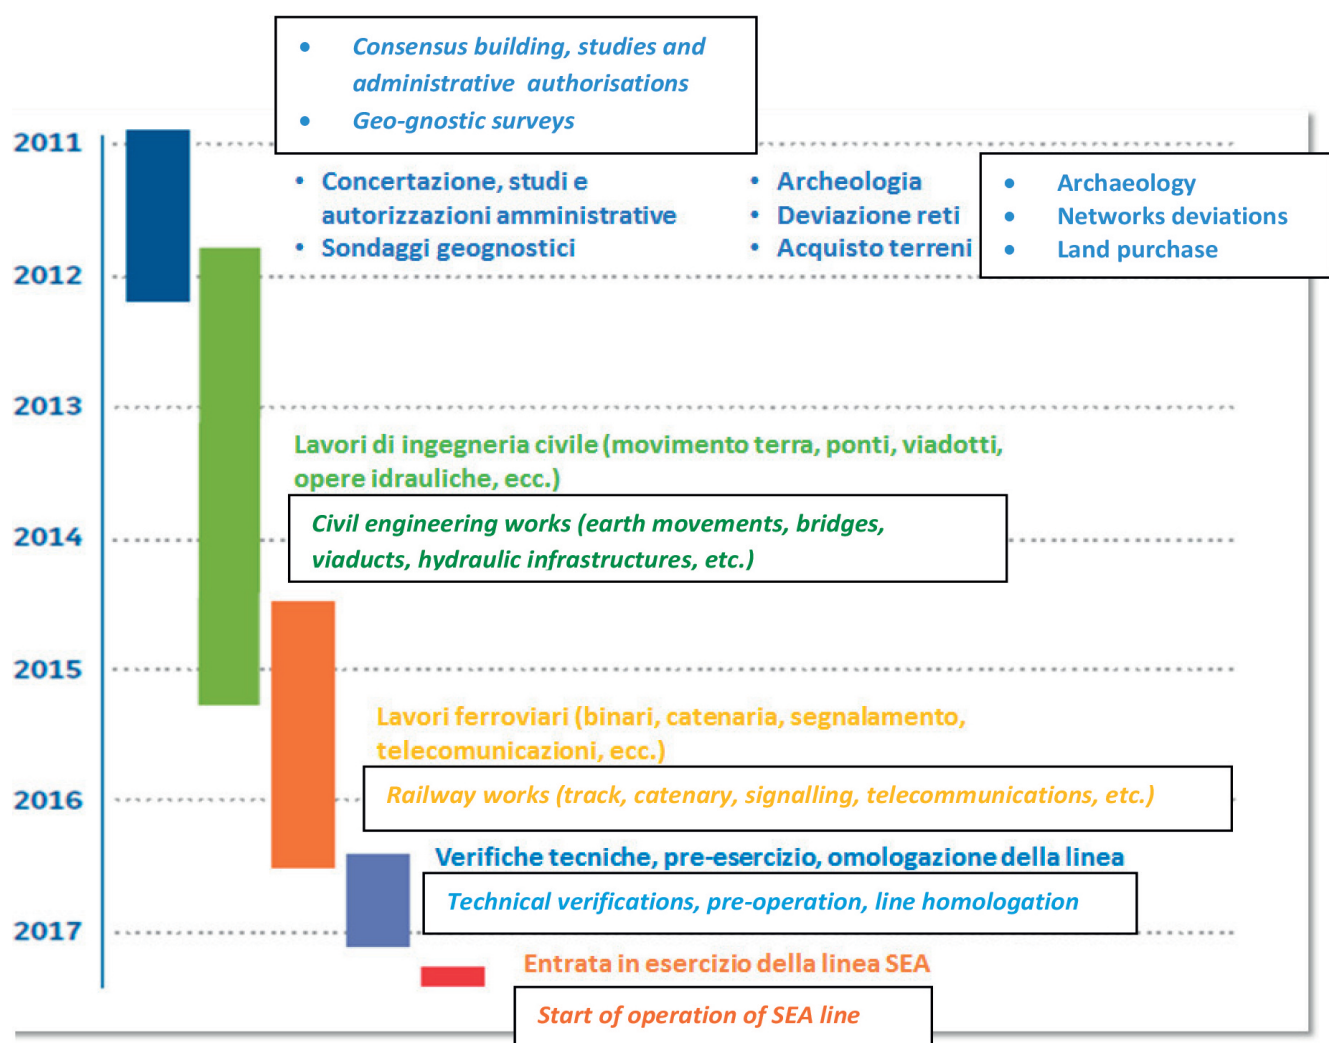 • Consensus building, studies and
administrative authorisations
• Geo-gnostic surveys
2011
• Concertazione, studi e
autorizzazioni amministrative
• Sondaggi geognostici
• Archeologia
• Deviazione reti
• Acquisto terreni
• Archaeology
• Networks deviations
• Land purchase
2012
2013
Lavori di ingegneria civile (movimento terra, ponti, viadotti,
opere idrauliche, ecc.)
Civil engineering works (earth movements, bridges,
viaducts, hydraulic infrastructures, etc.)
2014
2015
Lavori ferroviari (binari, catenaria, segnalamento,
telecomunicazioni, ecc.)
Railway works (track, catenary, signalling, telecommunications, etc.)
2016
Verifiche tecniche, pre-esercizio, omologazione della linea
Technical verifications, pre-operation, line homologation
2017
Entrata in esercizio della linea SEA
Start of operation of SEA line